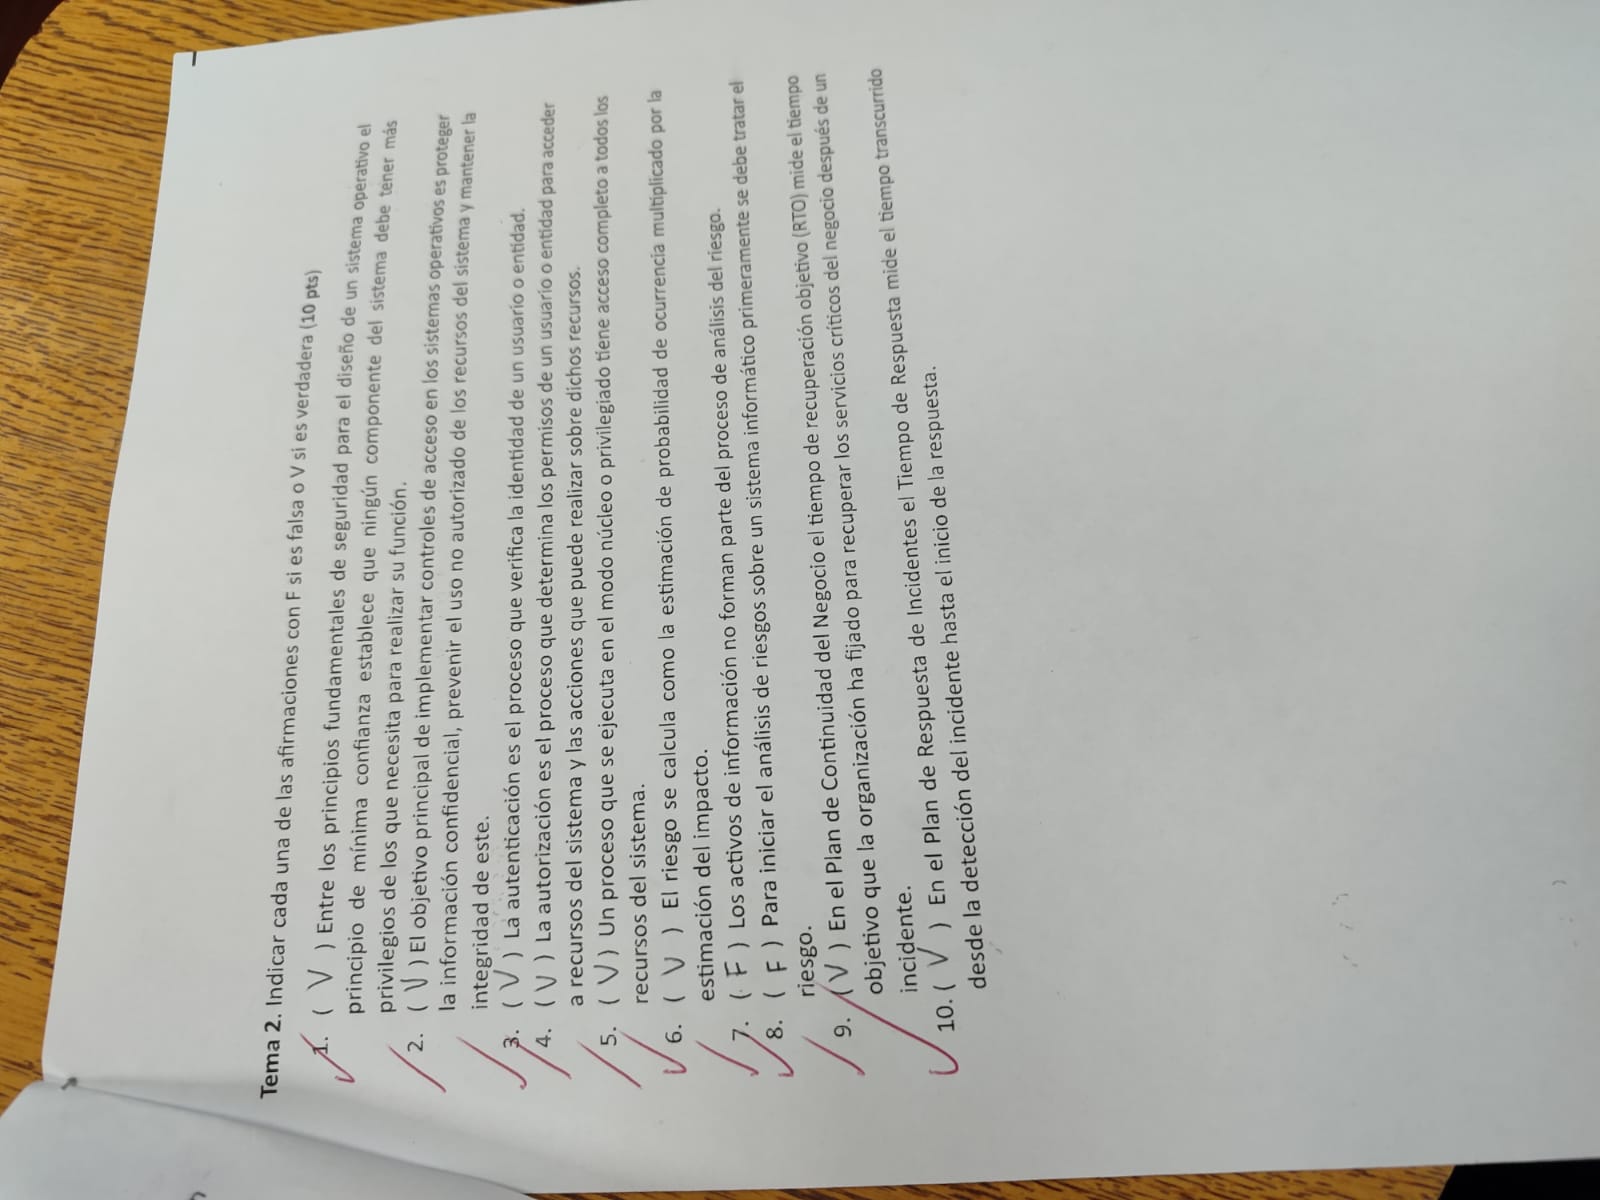 Tema 2. Indicar cada una de las afirmaciones con F si es falsa o V si es verdadera (10 pts)
1. ( V ) Entre los principios fundamentales de seguridad para el diseño de un sistema operativo el
principio de mínima confianza establece que ningún componente del sistema debe tener más
privilegios de los que necesita para realizar su función.
2. ( V ) El objetivo principal de implementar controles de acceso en los sistemas operativos es proteger
la información confidencial, prevenir el uso no autorizado de los recursos del sistema y mantener la
integridad de este.
3. ( V ) La autenticación es el proceso que verifica la identidad de un usuario o entidad.
4. ( V ) La autorización es el proceso que determina los permisos de un usuario o entidad para acceder
a recursos del sistema y las acciones que puede realizar sobre dichos recursos.
5. ( V ) Un proceso que se ejecuta en el modo núcleo o privilegiado tiene acceso completo a todos los
recursos del sistema.
6. ( V ) El riesgo se calcula como la estimación de probabilidad de ocurrencia multiplicado por la
estimación del impacto.
7. ( F ) Los activos de información no forman parte del proceso de análisis del riesgo.
8. ( F ) Para iniciar el análisis de riesgos sobre un sistema informático primeramente se debe tratar el
riesgo.
9. ( V ) En el Plan de Continuidad del Negocio el tiempo de recuperación objetivo (RTO) mide el tiempo
objetivo que la organización ha fijado para recuperar los servicios críticos del negocio después de un
incidente.
10. ( V ) En el Plan de Respuesta de Incidentes el Tiempo de Respuesta mide el tiempo transcurrido
desde la detección del incidente hasta el inicio de la respuesta.